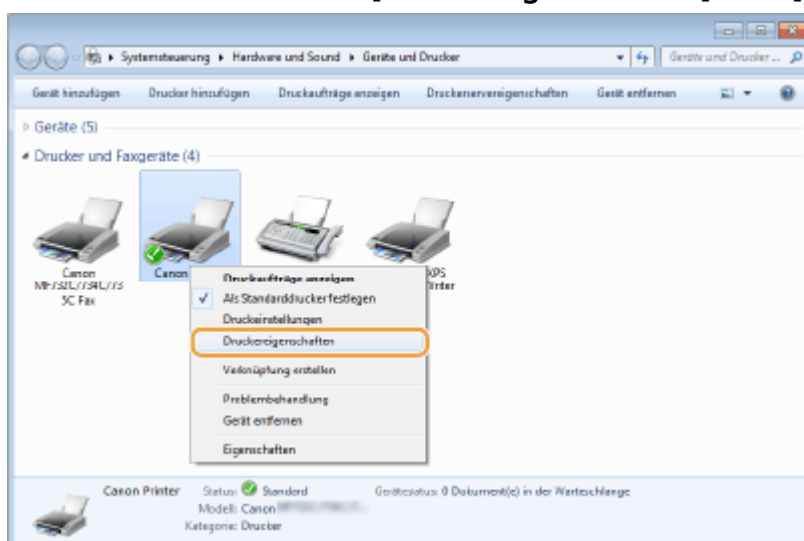 Systemsteuerung ▸ Hardware und Sound ▸ Geräte und Drucker
Geräte und Drucker ...
Gerät hinzufügen Drucker hinzufügen Druckaufträge anzeigen Druckerservereigenschaften Gerät entfernen
Geräte (5)
Drucker und Faxgeräte (4)
Canon
MF732C/734C/73
5C Fax
Canon
XPS
Druckaufträge anzeigen
Als Standarddrucker festlegen
Druckeinstellungen
Druckereigenschaften
Verknüpfung erstellen
Problembehandlung
Gerät entfernen
Eigenschaften
Canon Printer Status: Standard Gerätestatus: 0 Dokument(e) in der Warteschlange
Modell: Canon
Kategorie: Drucker